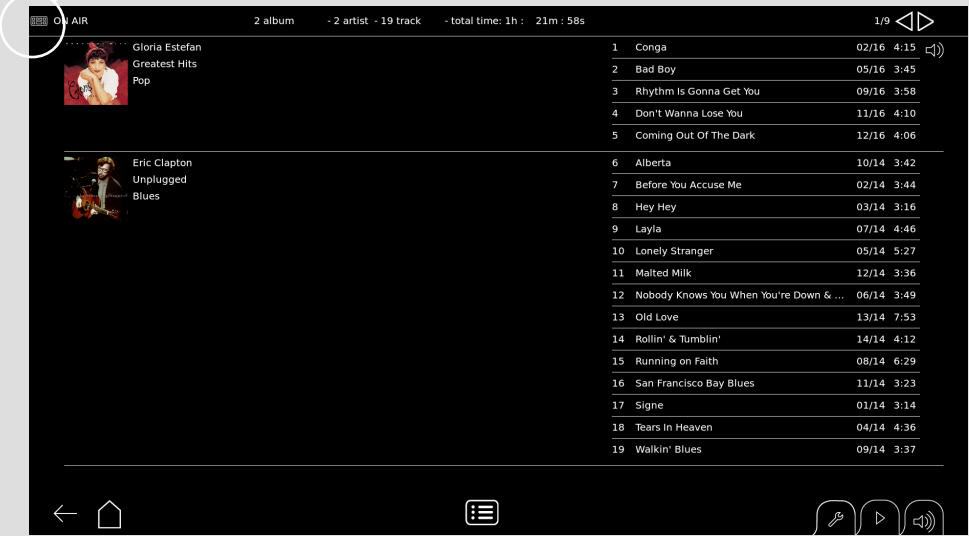 ON AIR 2 album - 2 artist - 19 track - total time: 1h : 21m : 58s 1/9
Gloria Estefan
Greatest Hits
Pop
1 Conga 02/16 4:15
2 Bad Boy 05/16 3:45
3 Rhythm Is Gonna Get You 09/16 3:58
4 Don't Wanna Lose You 11/16 4:10
5 Coming Out Of The Dark 12/16 4:06
Eric Clapton
Unplugged
Blues
6 Alberta 10/14 3:42
7 Before You Accuse Me 02/14 3:44
8 Hey Hey 03/14 3:16
9 Layla 07/14 4:46
10 Lonely Stranger 05/14 5:27
11 Malted Milk 12/14 3:36
12 Nobody Knows You When You're Down & ... 06/14 3:49
13 Old Love 13/14 7:53
14 Rollin' & Tumblin' 14/14 4:12
15 Running on Faith 08/14 6:29
16 San Francisco Bay Blues 11/14 3:23
17 Signe 01/14 3:14
18 Tears In Heaven 04/14 4:36
19 Walkin' Blues 09/14 3:37